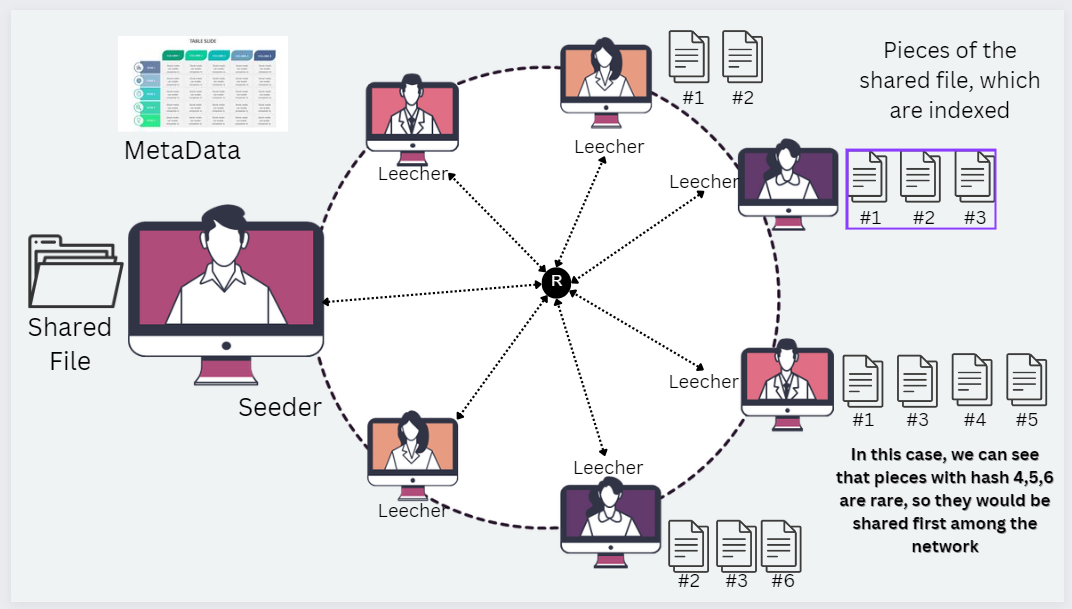 TABLE SLIDE
MetaData
Shared
File
Seeder
Leecher
Leecher
#1 #2
Pieces of the
shared file, which
are indexed
Leecher
#1 #2 #3
R
Leecher
#1 #3 #4 #5
In this case, we can see
that pieces with hash 4,5,6
are rare, so they would be
shared first among the
network
Leecher
#2 #3 #6
Leecher